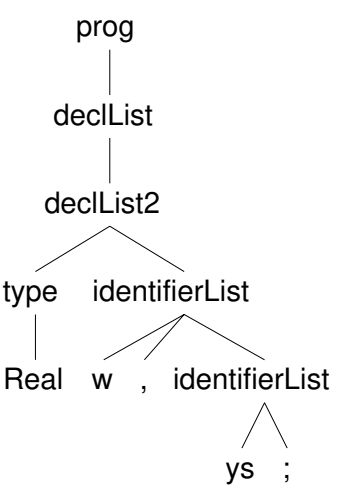 prog
declList
declList2
type identifierList
Real w , identifierList
ys ;